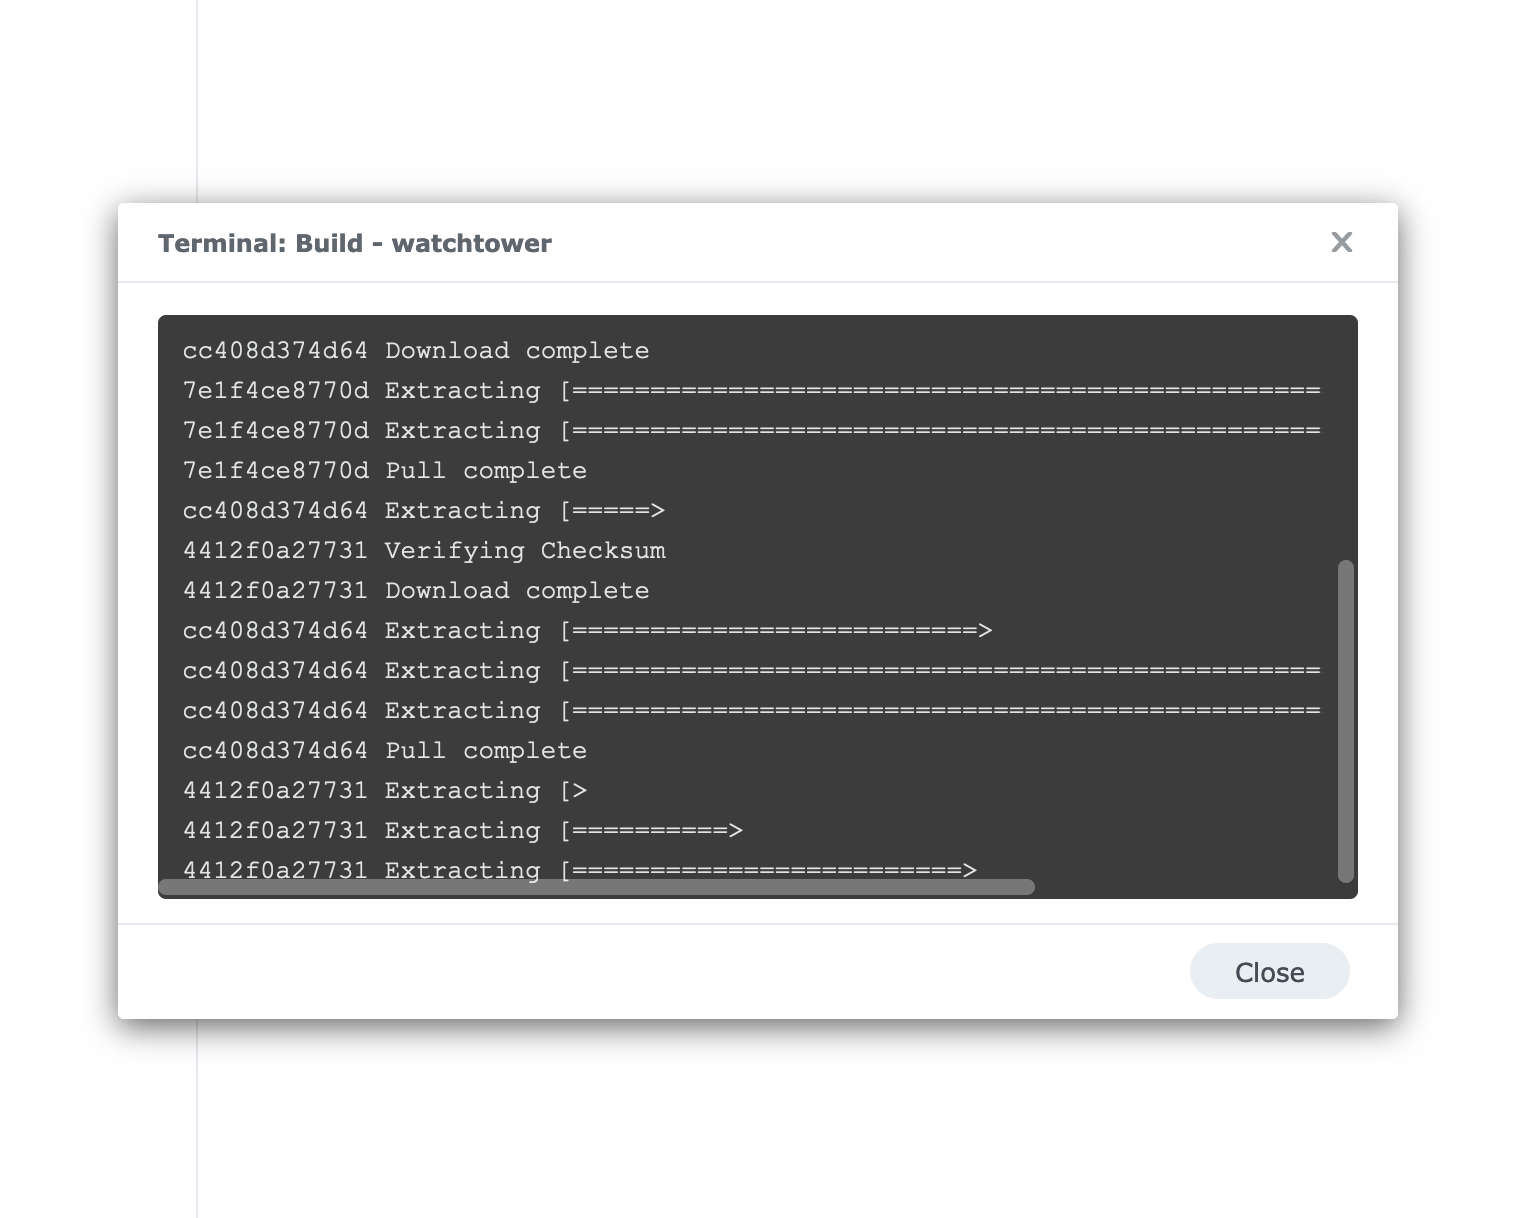 Terminal: Build - watchtower
cc408d374d64 Download complete
7e1f4ce8770d Extracting [================================================
7e1f4ce8770d Extracting [================================================
7e1f4ce8770d Pull complete
cc408d374d64 Extracting [=====>
4412f0a27731 Verifying Checksum
4412f0a27731 Download complete
cc408d374d64 Extracting [==========================>
cc408d374d64 Extracting [================================================
cc408d374d64 Extracting [================================================
cc408d374d64 Pull complete
4412f0a27731 Extracting [>
4412f0a27731 Extracting [==========>
4412f0a27731 Extracting [=========================>
Close